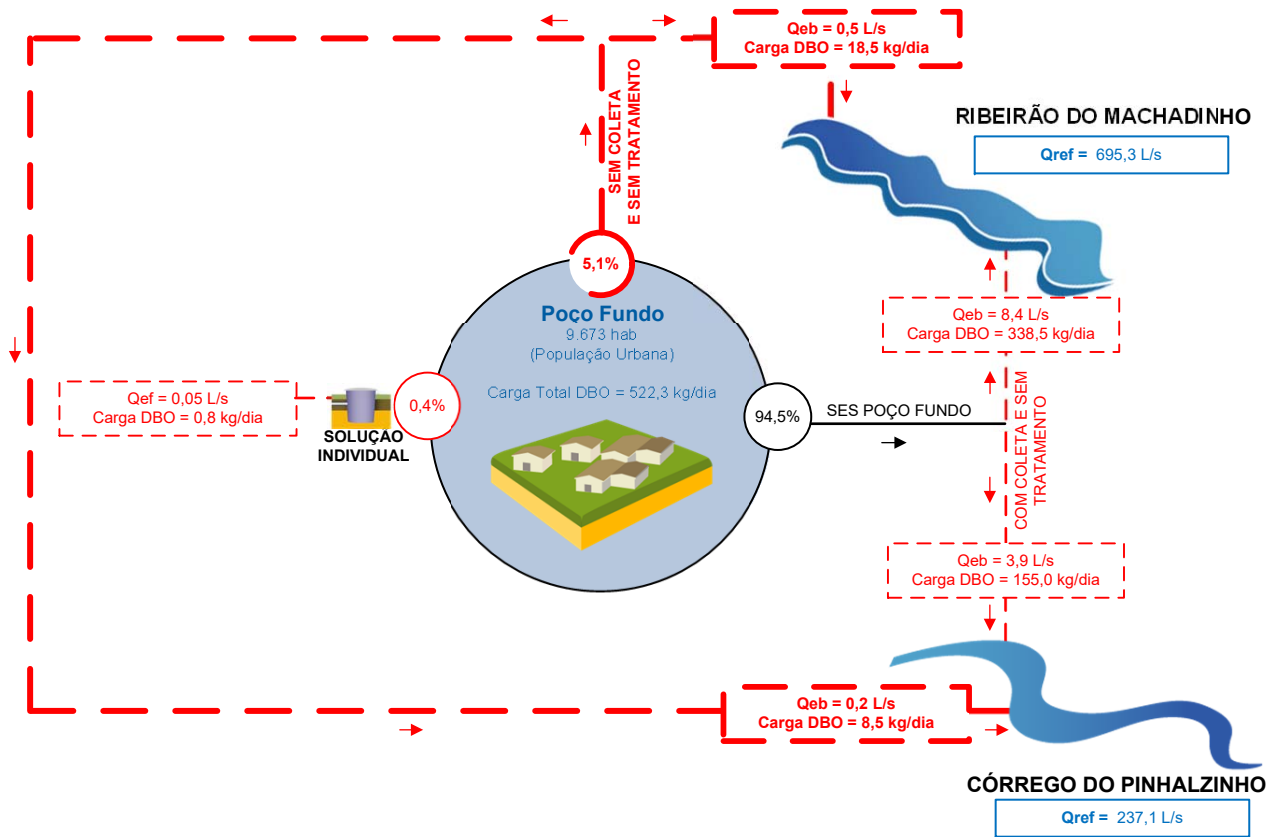 Qeb = 0,5 L/s
Carga DBO = 18,5 kg/dia
SEM COLETA
E SEM TRATAMENTO
RIBEIRÃO DO MACHADINHO
Qref = 695,3 L/s
5,1%
Poço Fundo
9.673 hab
(População Urbana)
Carga Total DBO = 522,3 kg/dia
Qeb = 8,4 L/s
Carga DBO = 338,5 kg/dia
Qef = 0,05 L/s
Carga DBO = 0,8 kg/dia
SOLUÇÃO
INDIVIDUAL
0,4%
94,5%
SES POÇO FUNDO
COM COLETA E SEM
TRATAMENTO
Qeb = 3,9 L/s
Carga DBO = 155,0 kg/dia
Qeb = 0,2 L/s
Carga DBO = 8,5 kg/dia
CÓRREGO DO PINHALZINHO
Qref = 237,1 L/s